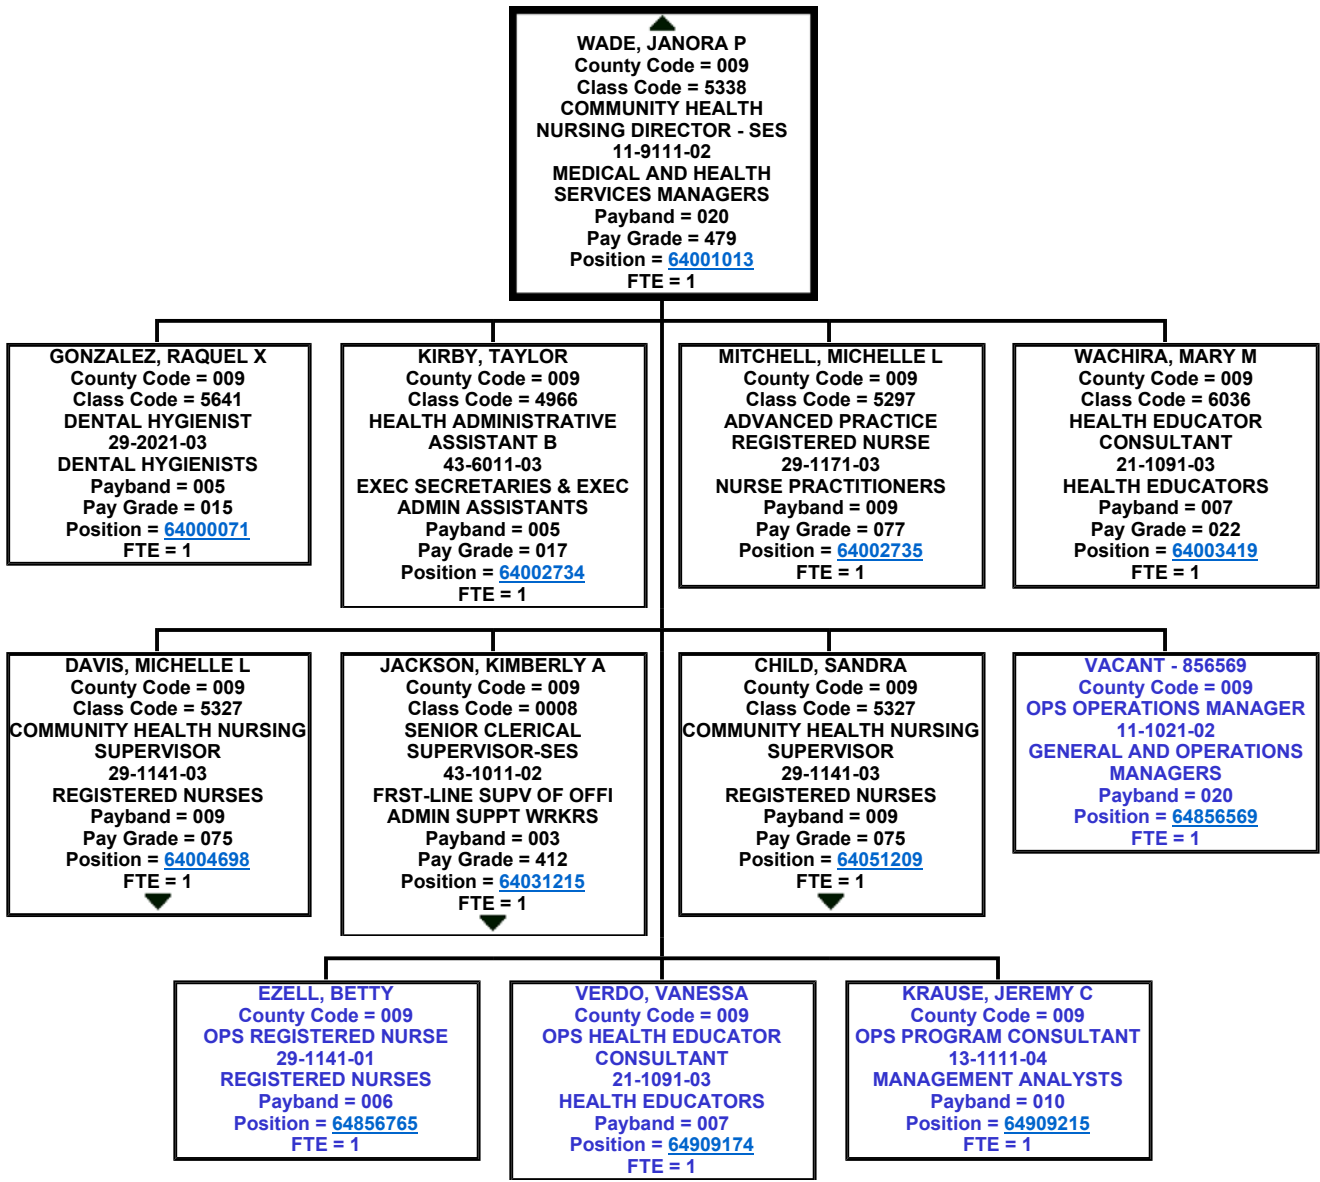 WADE, JANORA P
County Code = 009
Class Code = 5338
COMMUNITY HEALTH
NURSING DIRECTOR - SES
11-9111-02
MEDICAL AND HEALTH
SERVICES MANAGERS
Payband = 020
Pay Grade = 479
Position = 64001013
FTE = 1
GONZALEZ, RAQUEL X
County Code = 009
Class Code = 5641
DENTAL HYGIENIST
29-2021-03
DENTAL HYGIENISTS
Payband = 005
Pay Grade = 015
Position = 64000071
FTE = 1
KIRBY, TAYLOR
County Code = 009
Class Code = 4966
HEALTH ADMINISTRATIVE
ASSISTANT B
43-6011-03
EXEC SECRETARIES & EXEC
ADMIN ASSISTANTS
Payband = 005
Pay Grade = 017
Position = 64002734
FTE = 1
MITCHELL, MICHELLE L
County Code = 009
Class Code = 5297
ADVANCED PRACTICE
REGISTERED NURSE
29-1171-03
NURSE PRACTITIONERS
Payband = 009
Pay Grade = 077
Position = 64002735
FTE = 1
WACHIRA, MARY M
County Code = 009
Class Code = 6036
HEALTH EDUCATOR
CONSULTANT
21-1091-03
HEALTH EDUCATORS
Payband = 007
Pay Grade = 022
Position = 64003419
FTE = 1
DAVIS, MICHELLE L
County Code = 009
Class Code = 5327
COMMUNITY HEALTH NURSING
SUPERVISOR
29-1141-03
REGISTERED NURSES
Payband = 009
Pay Grade = 075
Position = 64004698
FTE = 1
JACKSON, KIMBERLY A
County Code = 009
Class Code = 0008
SENIOR CLERICAL
SUPERVISOR-SES
43-1011-02
FRST-LINE SUPV OF OFFI
ADMIN SUPPT WRKRS
Payband = 003
Pay Grade = 412
Position = 64031215
FTE = 1
CHILD, SANDRA
County Code = 009
Class Code = 5327
COMMUNITY HEALTH NURSING
SUPERVISOR
29-1141-03
REGISTERED NURSES
Payband = 009
Pay Grade = 075
Position = 64051209
FTE = 1
VACANT - 856569
County Code = 009
OPS OPERATIONS MANAGER
11-1021-02
GENERAL AND OPERATIONS
MANAGERS
Payband = 020
Position = 64856569
FTE = 1
EZELL, BETTY
County Code = 009
OPS REGISTERED NURSE
29-1141-01
REGISTERED NURSES
Payband = 006
Position = 64856765
FTE = 1
VERDO, VANESSA
County Code = 009
OPS HEALTH EDUCATOR
CONSULTANT
21-1091-03
HEALTH EDUCATORS
Payband = 007
Position = 64909174
FTE = 1
KRAUSE, JEREMY C
County Code = 009
OPS PROGRAM CONSULTANT
13-1111-04
MANAGEMENT ANALYSTS
Payband = 010
Position = 64909215
FTE = 1